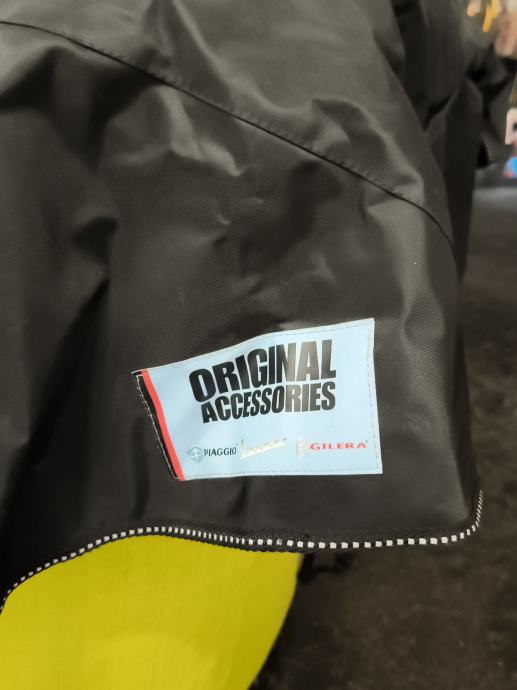 ORIGINAL
ACCESSORIES
PIAGGIO Vespa GILERA